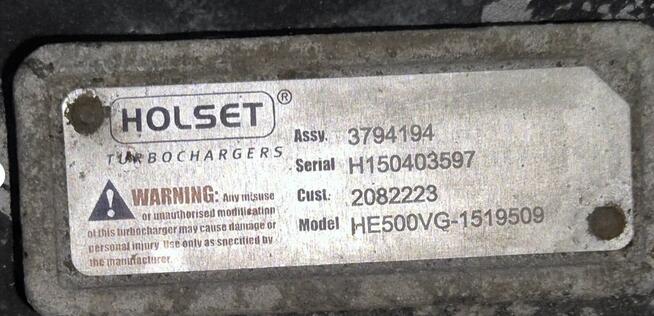 HOLSET ®
TURBOCHARGERS
WARNING: Any misuse
or unauthorised modification
of this turbocharger may cause damage or
personal injury. Use only as specified by
the manufacturer.
Assy. 3794194
Serial H150403597
Cust. 2082223
Model HE500VG-1519509